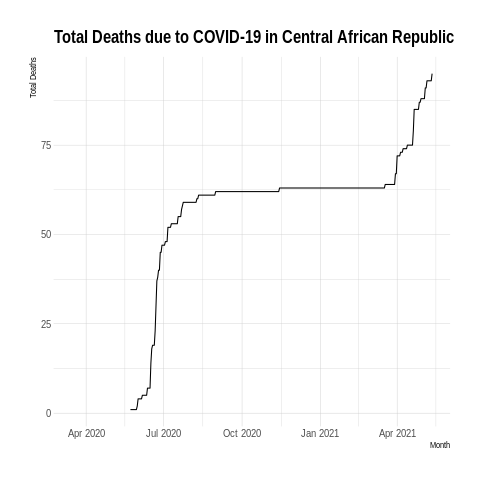 Total Deaths due to COVID-19 in Central African Republic
Total Deaths
75
50
25
0
Apr 2020 Jul 2020 Oct 2020 Jan 2021 Apr 2021
Month